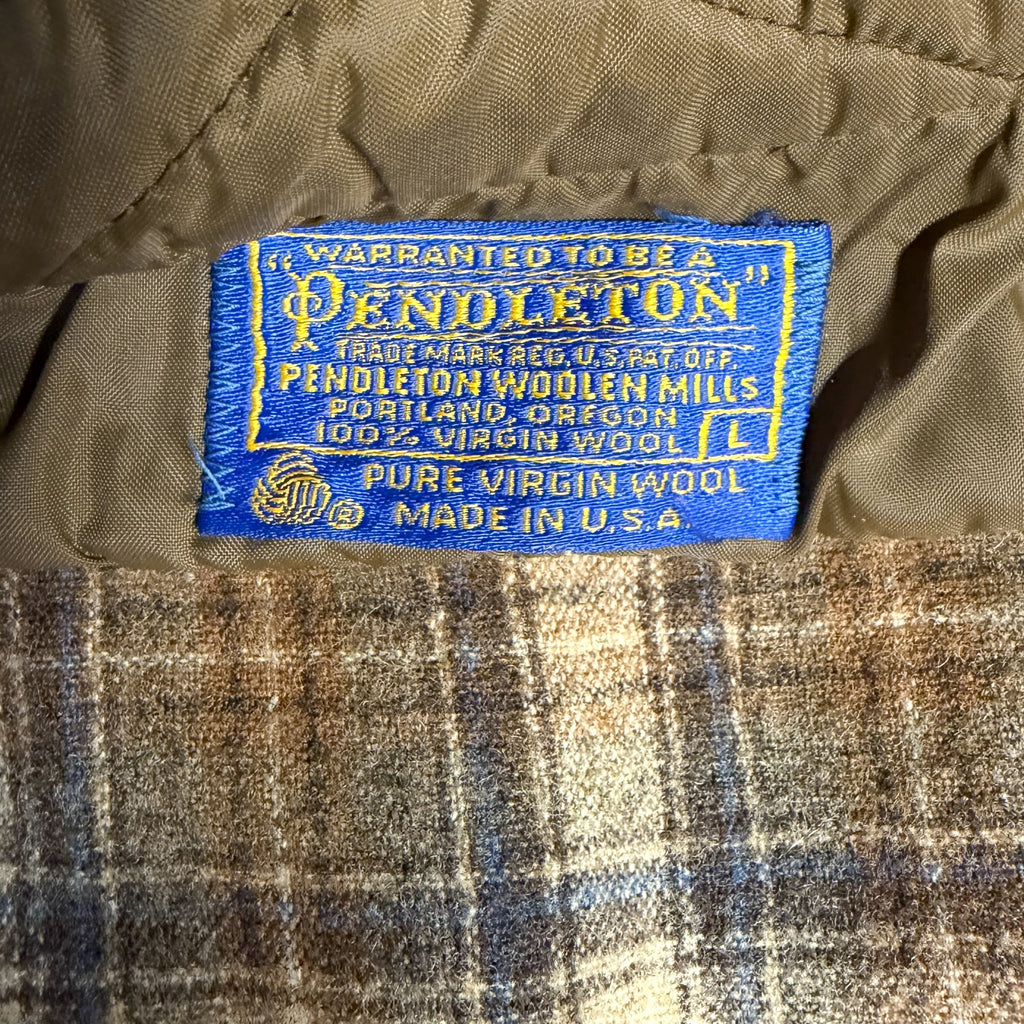 WARRANTED TO BE A
"PENDLETON"
TRADE MARK REG. U.S. PAT. OFF.
PENDLETON WOOLEN MILLS
PORTLAND, OREGON
100% VIRGIN WOOL L
PURE VIRGIN WOOL
® MADE IN U.S.A.